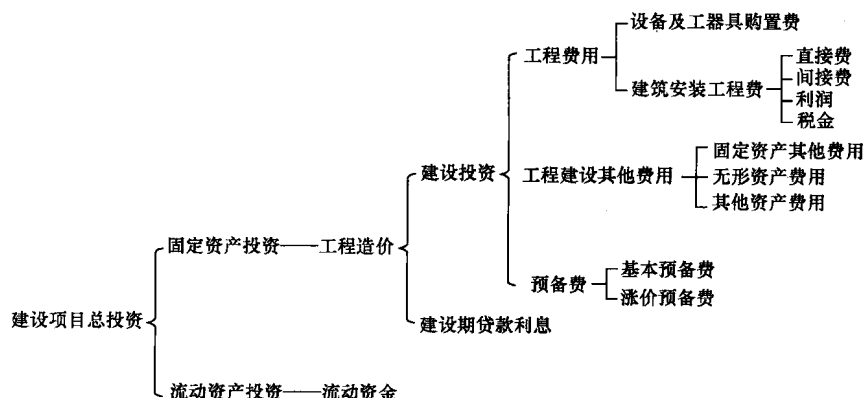 设备及工器具购置费
工程费用
直接费
间接费
建筑安装工程费
利润
税金
固定资产其他费用
建设投资
工程建设其他费用
无形资产费用
其他资产费用
固定资产投资——工程造价
基本预备费
预备费
涨价预备费
建设项目总投资
建设期贷款利息
流动资产投资——流动资金